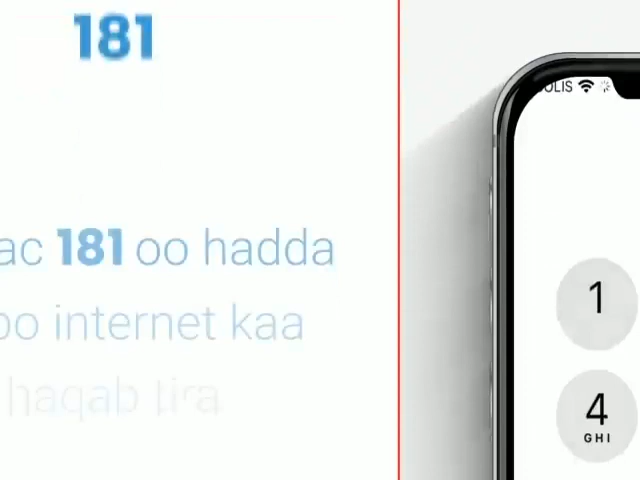 181
ac 181 oo hadda
oo internet kaa
haqab tira
OLIS
1
4
GHI